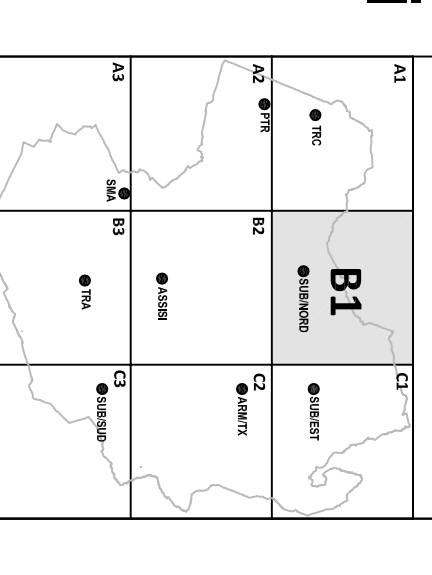 A1
TRC
B1
SUB/NORD
C1
SUB/EST
A2
PTR
B2
ASSISI
C2
ARM/TX
A3
SMA
B3
TRA
C3
SUB/SUD